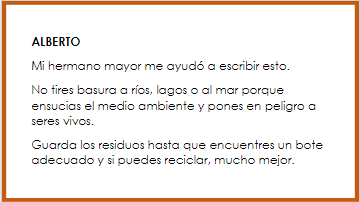 ALBERTO
Mi hermano mayor me ayudó a escribir esto.
No tires basura a ríos, lagos o al mar porque
ensucias el medio ambiente y pones en peligro a
seres vivos.
Guarda los residuos hasta que encuentres un bote
adecuado y si puedes reciclar, mucho mejor.